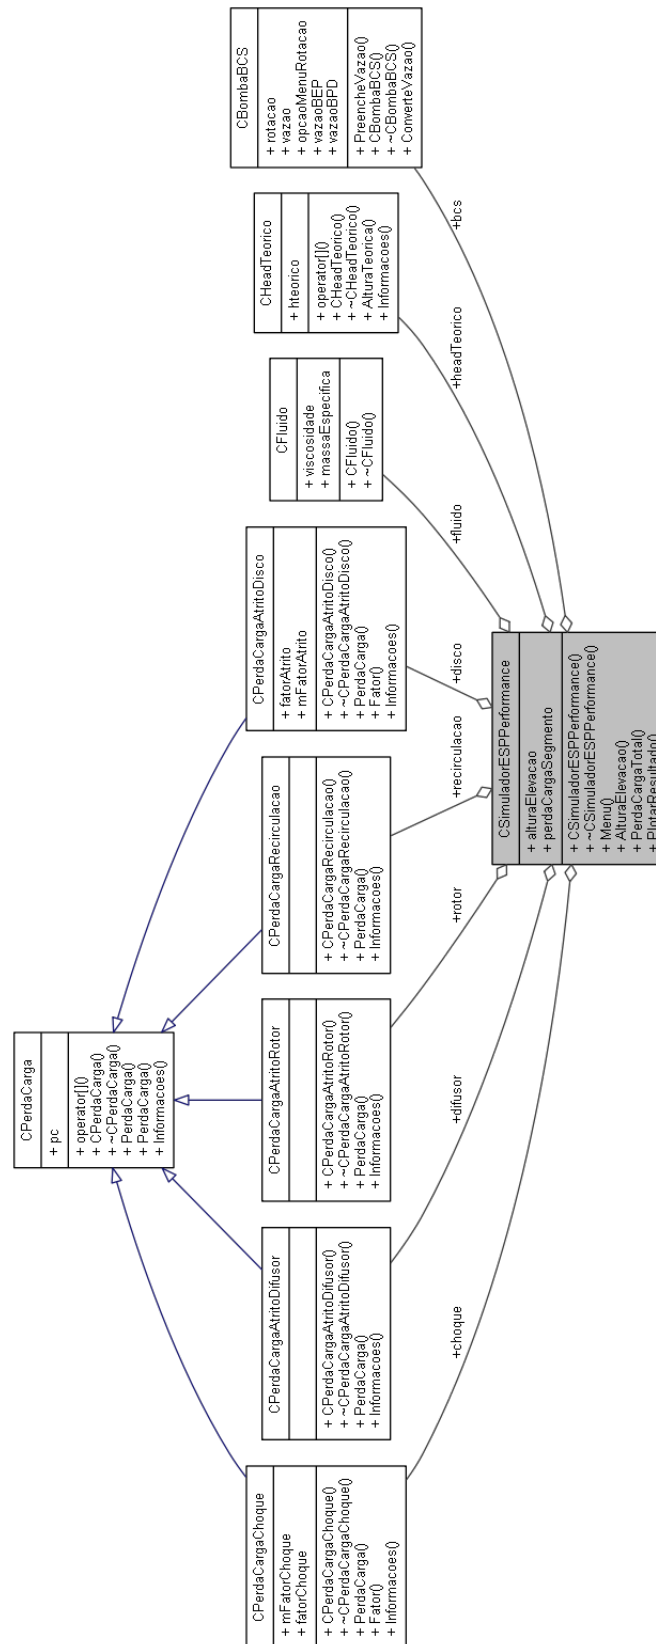 CPerdaCarga
+ pc
+ operator[]()
+ CPerdaCarga()
+ ~CPerdaCarga()
+ PerdaCarga()
+ PerdaCarga()
+ Informacoes()
CPerdaCargaChoque
+ mFatorChoque
+ fatorChoque
+ CPerdaCargaChoque()
+ ~CPerdaCargaChoque()
+ PerdaCarga()
+ Fator()
+ Informacoes()
CPerdaCargaAtritoDifusor
+ CPerdaCargaAtritoDifusor()
+ ~CPerdaCargaAtritoDifusor()
+ PerdaCarga()
+ Informacoes()
CPerdaCargaAtritoRotor
+ CPerdaCargaAtritoRotor()
+ ~CPerdaCargaAtritoRotor()
+ PerdaCarga()
+ Informacoes()
CPerdaCargaRecirculacao
+ CPerdaCargaRecirculacao()
+ ~CPerdaCargaRecirculacao()
+ PerdaCarga()
+ Informacoes()
CPerdaCargaAtritoDisco
+ fatorAtrito
+ mFatorAtrito
+ CPerdaCargaAtritoDisco()
+ ~CPerdaCargaAtritoDisco()
+ PerdaCarga()
+ Fator()
+ Informacoes()
CFluido
+ viscosidade
+ massaEspecifica
+ CFluido()
+ ~CFluido()
CHeadTeorico
+ hteorico
+ operator[]()
+ CHeadTeorico()
+ ~CHeadTeorico()
+ AlturaTeorica()
+ Informacoes()
CBombaBCS
+ rotacao
+ vazao
+ opcaoMenuRotacao
+ vazaoBEP
+ vazaoBPD
+ PreencheVazao()
+ CBombaBCS()
+ ~CBombaBCS()
+ ConverteVazao()
+choque
+difusor
+rotor
+recirculacao
+disco
+fluido
+headTeorico
+bcs
CSimuladorESPPerformance
+ alturaElevacao
+ perdaCargaSegmento
+ CSimuladorESPPerformance()
+ ~CSimuladorESPPerformance()
+ Menu()
+ AlturaElevacao()
+ PerdaCargaTotal()
+ PlotarResultado()